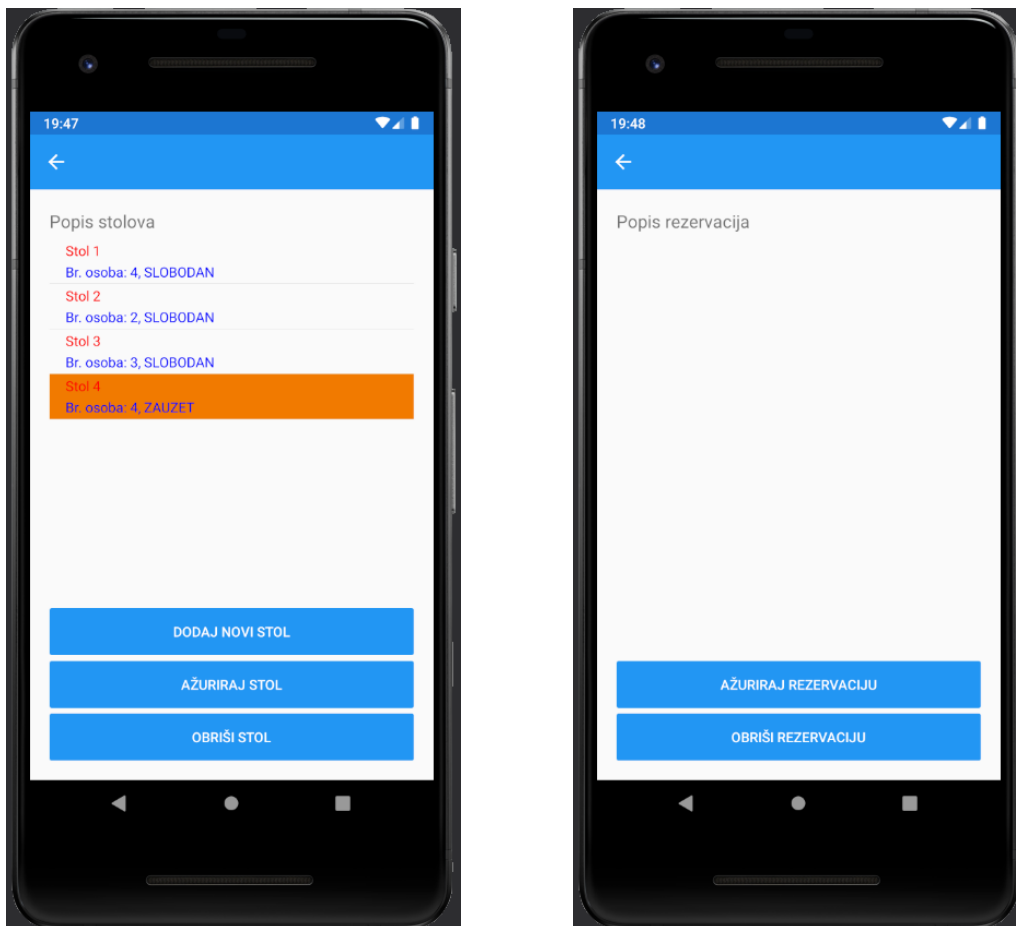 19:47
Popis stolova
Stol 1
Br. osoba: 4, SLOBODAN
Stol 2
Br. osoba: 2, SLOBODAN
Stol 3
Br. osoba: 3, SLOBODAN
Stol 4
Br. osoba: 4, ZAUZET
DODAJ NOVI STOL
AŽURIRAJ STOL
OBRIŠI STOL
19:48
Popis rezervacija
AŽURIRAJ REZERVACIJU
OBRIŠI REZERVACIJU